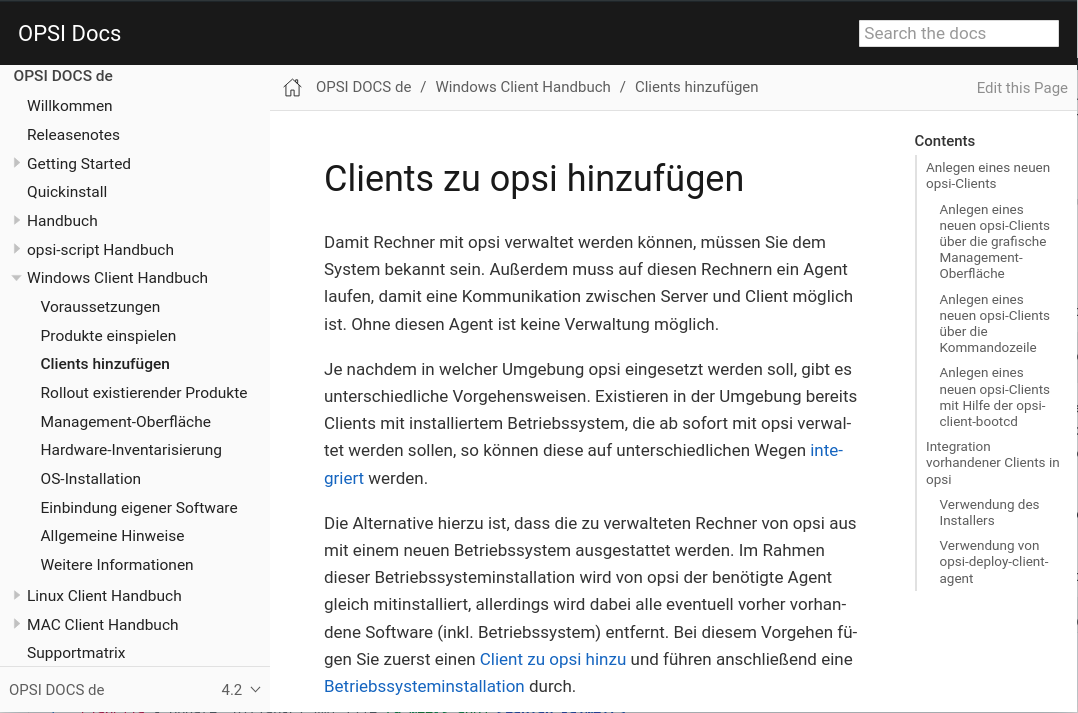 OPSI Docs
Search the docs
OPSI DOCS de
Willkommen
Releasenotes
Getting Started
Quickinstall
Handbuch
opsi-script Handbuch
Windows Client Handbuch
Voraussetzungen
Produkte einspielen
Clients hinzufügen
Rollout existierender Produkte
Management-Oberfläche
Hardware-Inventarisierung
OS-Installation
Einbindung eigener Software
Allgemeine Hinweise
Weitere Informationen
Linux Client Handbuch
MAC Client Handbuch
Supportmatrix
OPSI DOCS de 4.2
OPSI DOCS de / Windows Client Handbuch / Clients hinzufügen
Edit this Page
Clients zu opsi hinzufügen
Damit Rechner mit opsi verwaltet werden können, müssen Sie dem
System bekannt sein. Außerdem muss auf diesen Rechnern ein Agent
laufen, damit eine Kommunikation zwischen Server und Client möglich
ist. Ohne diesen Agent ist keine Verwaltung möglich.
Je nachdem in welcher Umgebung opsi eingesetzt werden soll, gibt es
unterschiedliche Vorgehensweisen. Existieren in der Umgebung bereits
Clients mit installiertem Betriebssystem, die ab sofort mit opsi verwal-
tet werden sollen, so können diese auf unterschiedlichen Wegen inte-
griert werden.
Die Alternative hierzu ist, dass die zu verwalteten Rechner von opsi aus
mit einem neuen Betriebssystem ausgestattet werden. Im Rahmen
dieser Betriebssysteminstallation wird von opsi der benötigte Agent
gleich mitinstalliert, allerdings wird dabei alle eventuell vorher vorhan-
dene Software (inkl. Betriebssystem) entfernt. Bei diesem Vorgehen fü-
gen Sie zuerst einen Client zu opsi hinzu und führen anschließend eine
Betriebssysteminstallation durch.
Contents
Anlegen eines neuen
opsi-Clients
Anlegen eines
neuen opsi-Clients
über die grafische
Management-
Oberfläche
Anlegen eines
neuen opsi-Clients
über die
Kommandozeile
Anlegen eines
neuen opsi-Clients
mit Hilfe der opsi-
client-bootcd
Integration
vorhandener Clients in
opsi
Verwendung des
Installers
Verwendung von
opsi-deploy-client-
agent